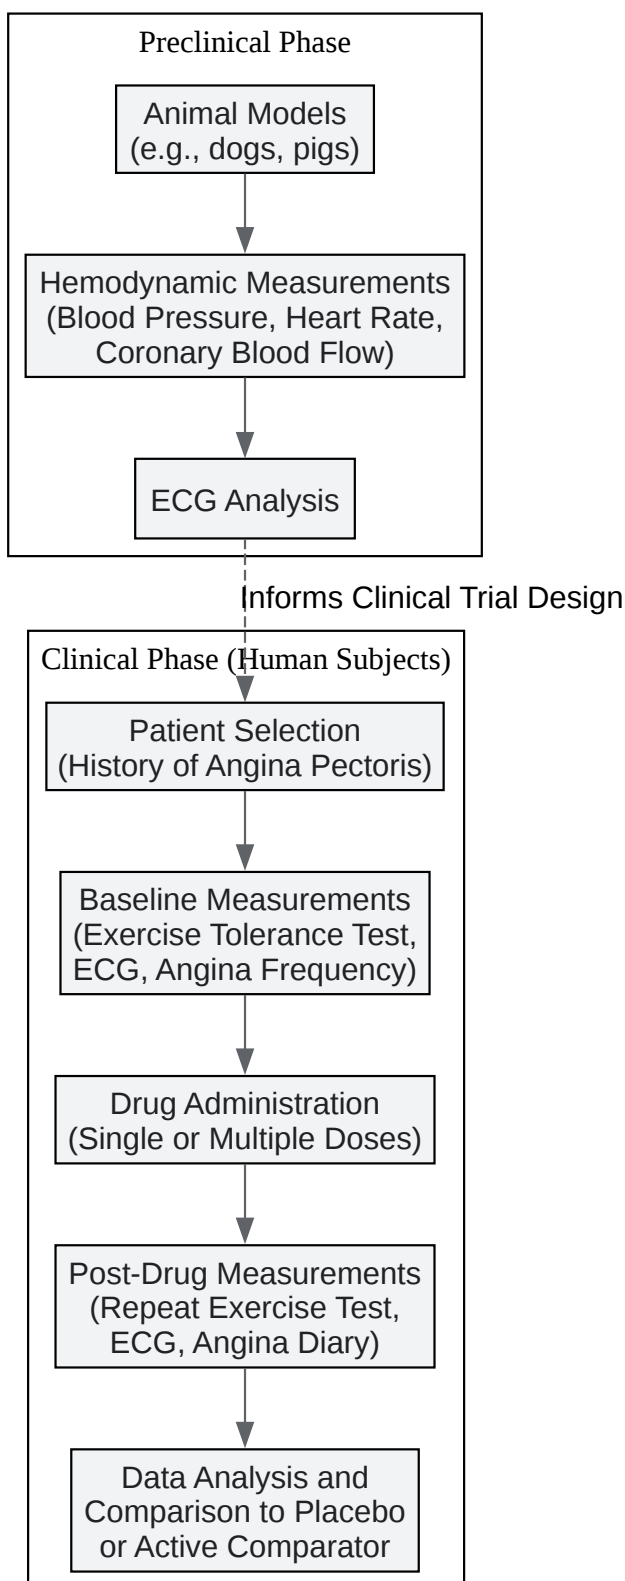 Preclinical Phase
Animal Models
(e.g., dogs, pigs)
Hemodynamic Measurements
(Blood Pressure, Heart Rate,
Coronary Blood Flow)
ECG Analysis
Informs Clinical Trial Design
Clinical Phase (Human Subjects)
Patient Selection
(History of Angina Pectoris)
Baseline Measurements
(Exercise Tolerance Test,
ECG, Angina Frequency)
Drug Administration
(Single or Multiple Doses)
Post-Drug Measurements
(Repeat Exercise Test,
ECG, Angina Diary)
Data Analysis and
Comparison to Placebo
or Active Comparator